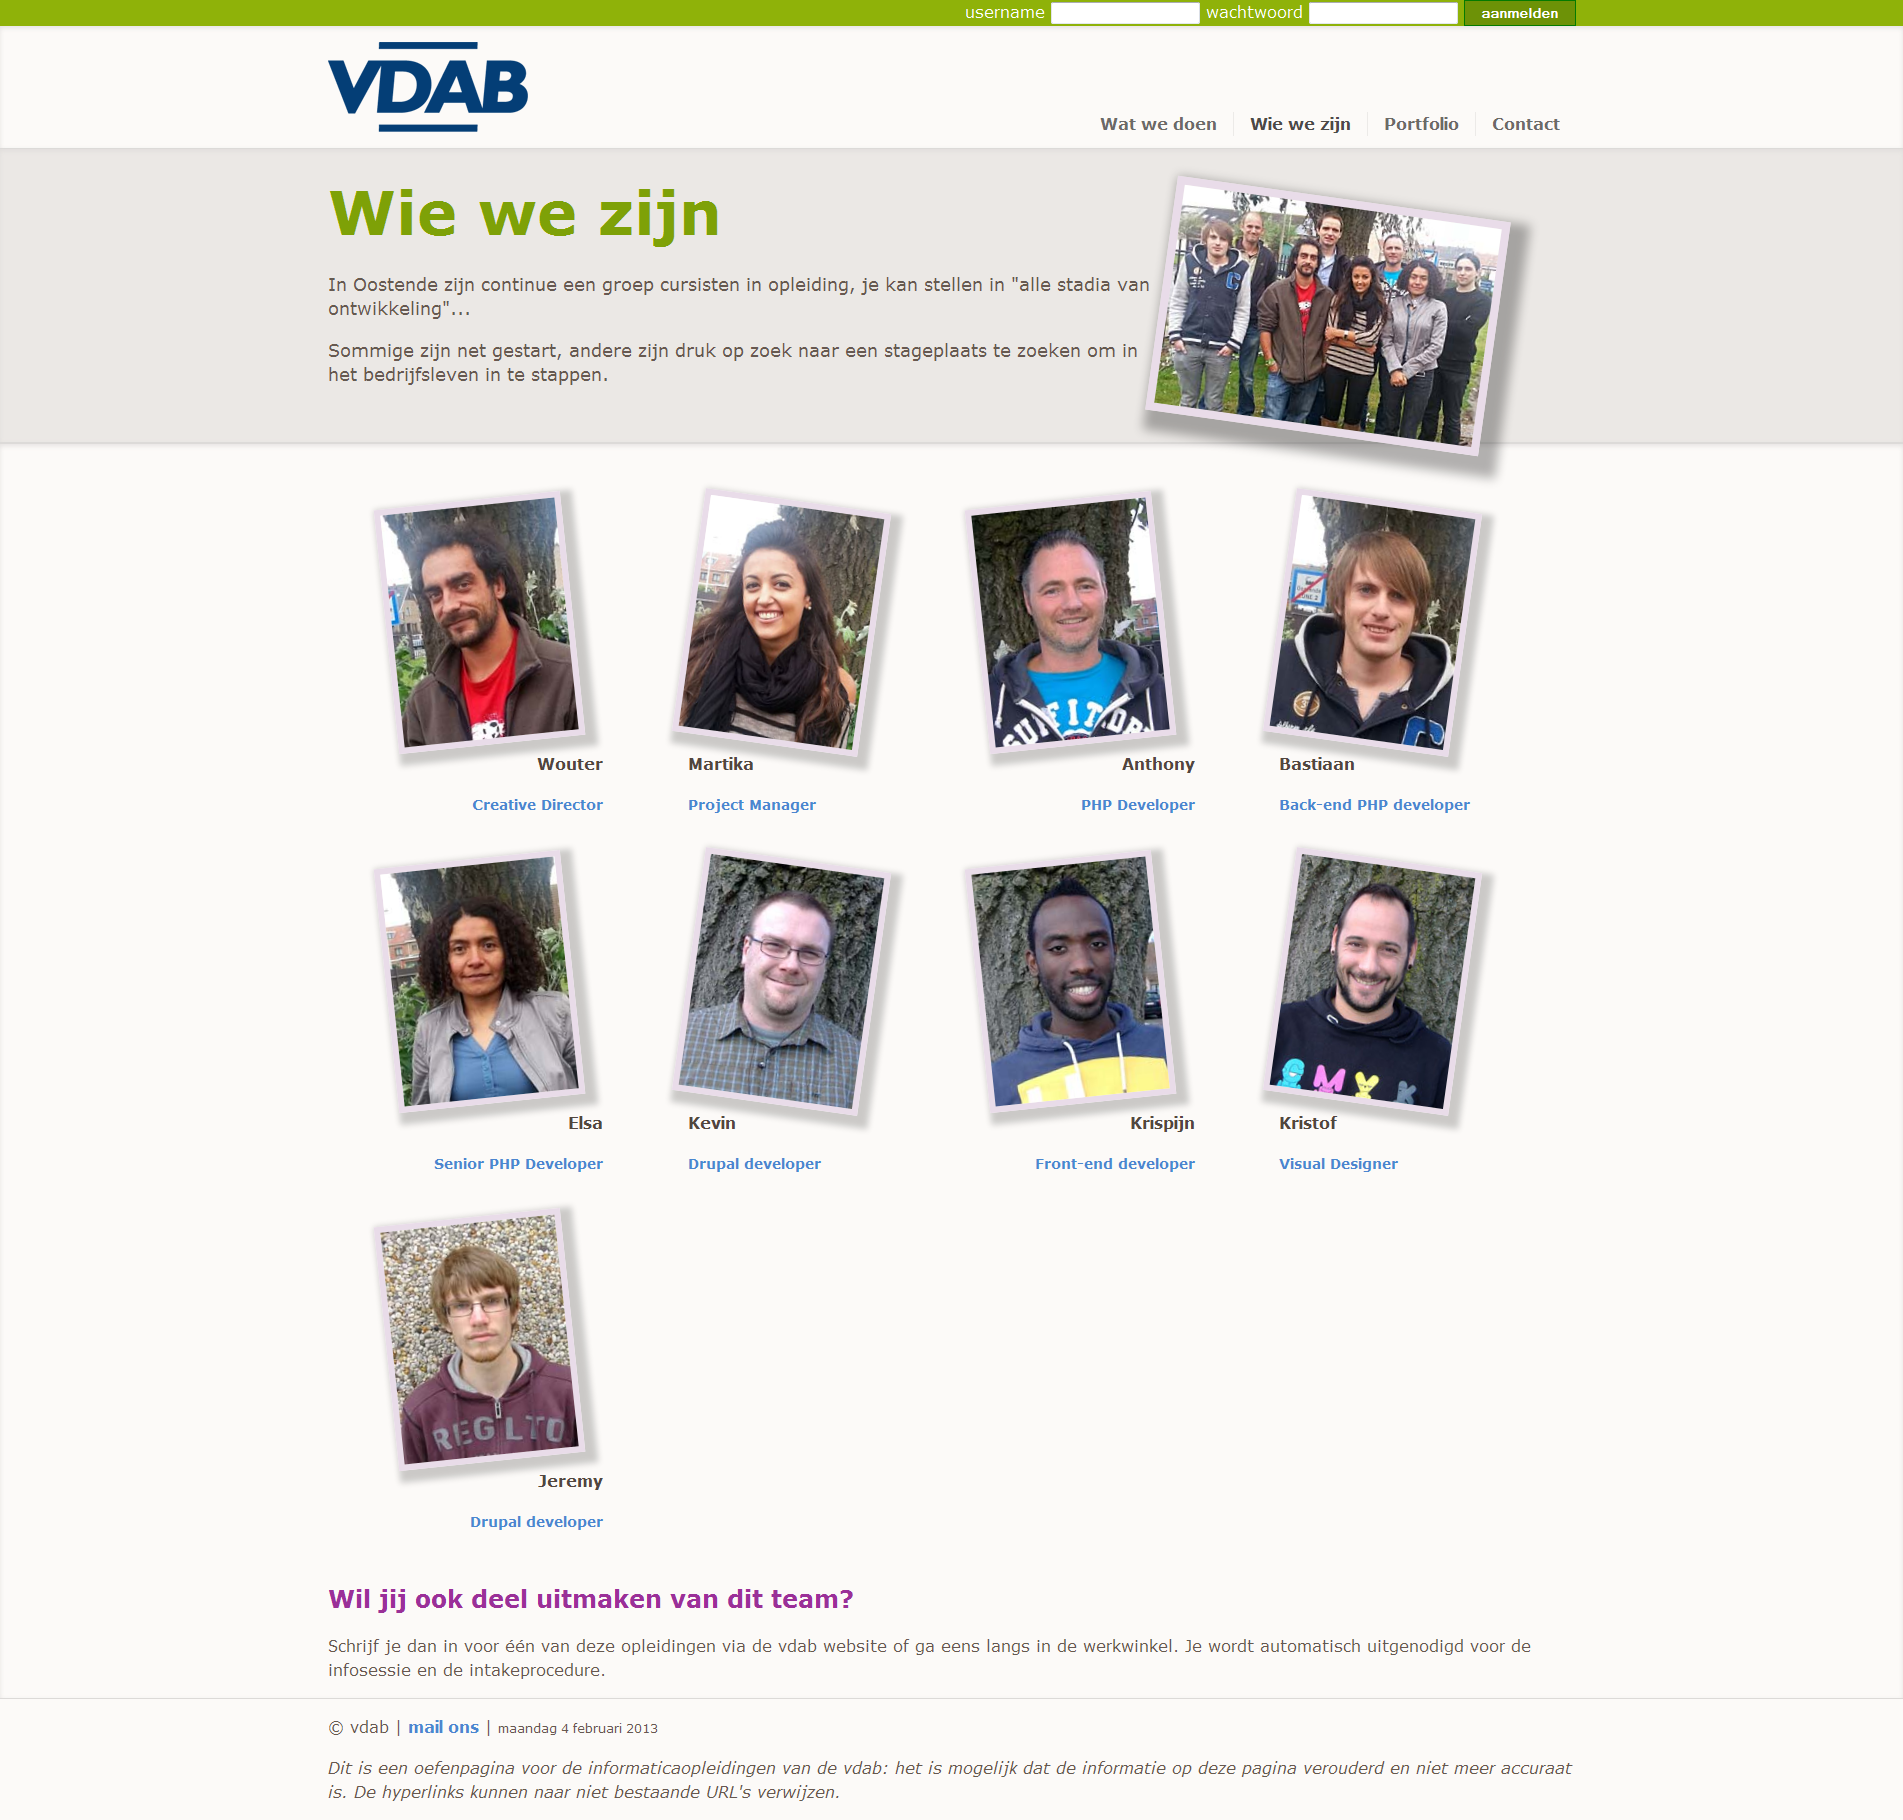 username wachtwoord aanmelden
VDAB
Wat we doen Wie we zijn Portfolio Contact
Wie we zijn
In Oostende zijn continue een groep cursisten in opleiding, je kan stellen in "alle stadia van
ontwikkeling"...
Sommige zijn net gestart, andere zijn druk op zoek naar een stageplaats te zoeken om in
het bedrijfsleven in te stappen.
Wouter
Creative Director
Martika
Project Manager
Anthony
PHP Developer
Bastiaan
Back-end PHP developer
Elsa
Senior PHP Developer
Kevin
Drupal developer
Krispijn
Front-end developer
Kristof
Visual Designer
REGLTD
Jeremy
Drupal developer
Wil jij ook deel uitmaken van dit team?
Schrijf je dan in voor één van deze opleidingen via de vdab website of ga eens langs in de werkwinkel. Je wordt automatisch uitgenodigd voor de
infosessie en de intakeprocedure.
© vdab | mail ons | maandag 4 februari 2013
Dit is een oefenpagina voor de informaticaopleidingen van de vdab: het is mogelijk dat de informatie op deze pagina verouderd en niet meer accuraat
is. De hyperlinks kunnen naar niet bestaande URL's verwijzen.